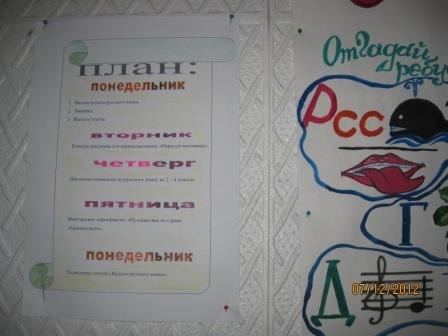 план:
понедельник
1. Начало недели русского языка.
2. Линейка.
3. Выпуск газеты.
вторник
Конкурс рисунков для первоклассников. «Нарисуй пословицу».
четверг
Школьная олимпиада по русскому языку во 2 – 4 классах.
пятница
Внеклассное мероприятие: «Путешествие по стране
«Грамматика».
понедельник
Подведение итогов «Недели русского языка».
Отгадай
ребу
Рсс
Г
Д
07/12/2012